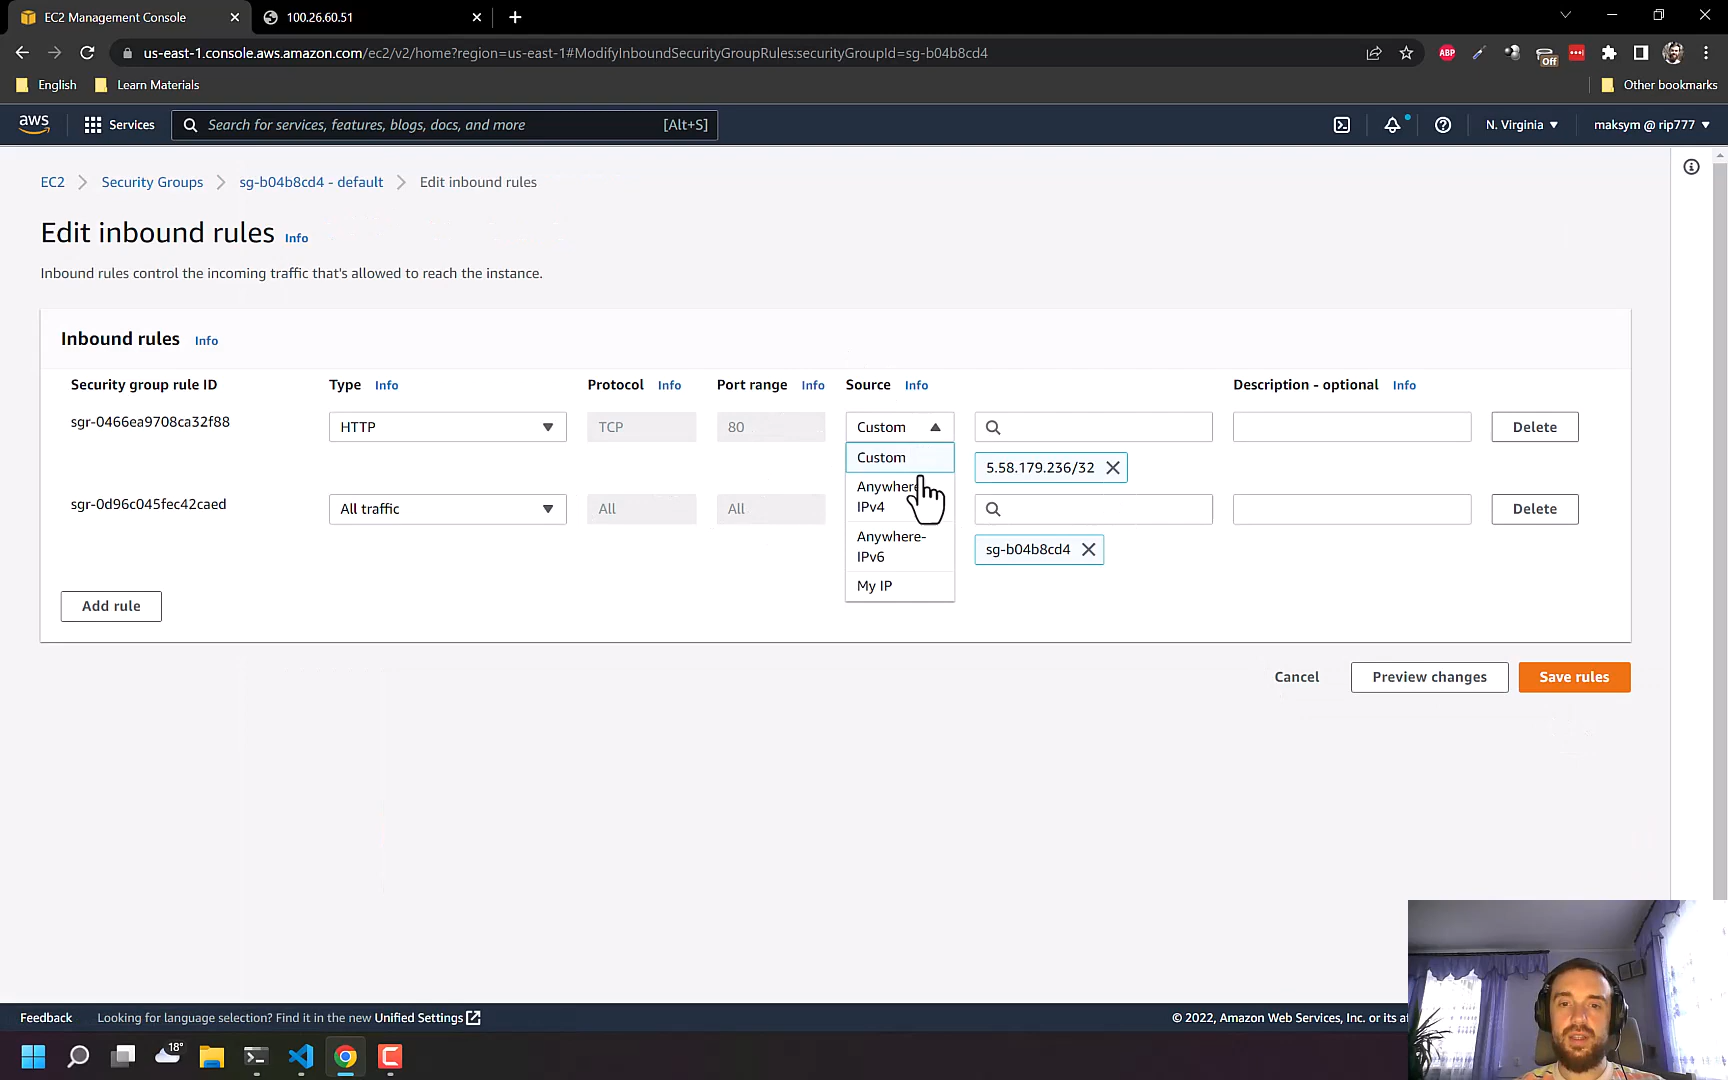 EC2 Management Console
100.26.60.51
us-east-1.console.aws.amazon.com/ec2/v2/home?region=us-east-1#ModifyInboundSecurityGroupRules:securityGroupId=sg-b04b8cd4
ABP
Off
English
Learn Materials
Other bookmarks
aws
Services
Search for services, features, blogs, docs, and more
[Alt+S]
N. Virginia
maksym @ rip777
EC2
Security Groups
sg-b04b8cd4 - default
Edit inbound rules
Edit inbound rules Info
Inbound rules control the incoming traffic that's allowed to reach the instance.
Inbound rules Info
Security group rule ID
Type Info
Protocol Info
Port range Info
Source Info
Description - optional Info
sgr-0466ea9708ca32f88
HTTP
TCP
80
Custom
Delete
Custom
5.58.179.236/32
Anywhere-
IPv4
sgr-0d96c045fec42caed
All traffic
All
All
Delete
Anywhere-
IPv6
sg-b04b8cd4
My IP
Add rule
Cancel
Preview changes
Save rules
Feedback
Looking for language selection? Find it in the new Unified Settings
© 2022, Amazon Web Services, Inc. or its af
18°